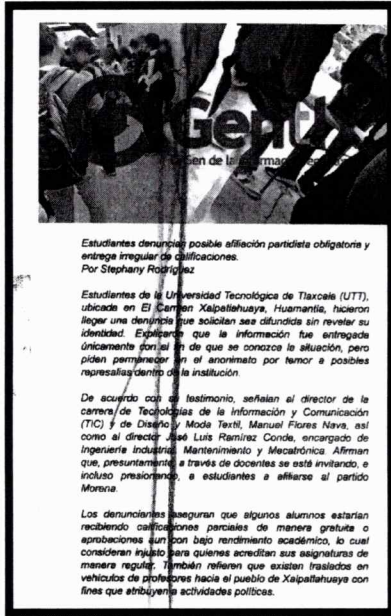 Gent
gen de la informa
Estudiantes denuncian posible afiliación partidista obligatoria y
entrega irregular de calificaciones.
Por Stephany Rodríguez
Estudiantes de la Universidad Tecnológica de Tlaxcala (UTT),
ubicada en El Carmen Xalpatlahuaya, Huamantla, hicieron
llegar una denuncia que solicitan sea difundida sin revelar su
identidad. Explicaron que la información fue entregada
únicamente con el fin de que se conozca la situación, pero
piden permanecer en el anonimato por temor a posibles
represalias dentro de la institución.
De acuerdo con su testimonio, señalan al director de la
carrera de Tecnologías de la Información y Comunicación
(TIC) y de Diseño y Moda Textil, Manuel Flores Nava, así
como al director José Luis Ramírez Conde, encargado de
Ingeniería Industrial, Mantenimiento y Mecatrónica. Afirman
que, presuntamente, a través de docentes se está invitando, e
incluso presionando, a estudiantes a afiliarse al partido
Morena.
Los denunciantes aseguran que algunos alumnos estarían
recibiendo calificaciones parciales de manera gratuita o
aprobaciones aun con bajo rendimiento académico, lo cual
consideran injusto para quienes acreditan sus asignaturas de
manera regular. También refieren que existen traslados en
vehículos de profesores hacia el pueblo de Xalpatlahuaya con
fines que atribuyen a actividades políticas.